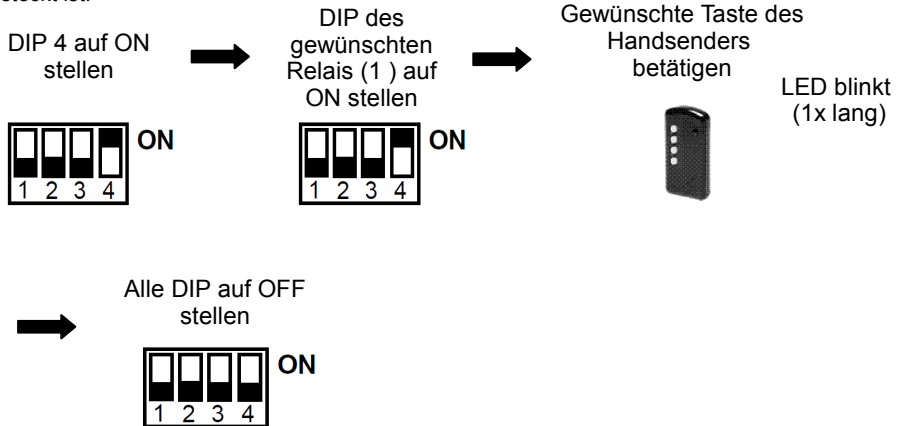 DIP 4 auf ON
stellen
ON
1 2 3 4
DIP des
gewünschten
Relais (1 ) auf
ON stellen
ON
1 2 3 4
Gewünschte Taste des
Handsenders
betätigen
LED blinkt
(1x lang)
Alle DIP auf OFF
stellen
ON
1 2 3 4